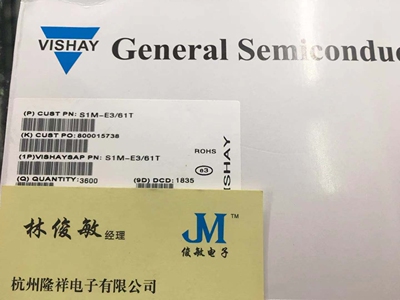 VISHAY
General Semiconduc
(P) CUST PN: S1M-E3/61T
(K) CUST PO: 800015738
ROHS
(1P)VISHAYSAP PN: S1M-E3/61T
e3
(Q) QUANTITY: 3600
(9D) DCD: 1835
VISHAY
林俊敏 经理
JM™
俊敏电子
杭州隆祥电子有限公司